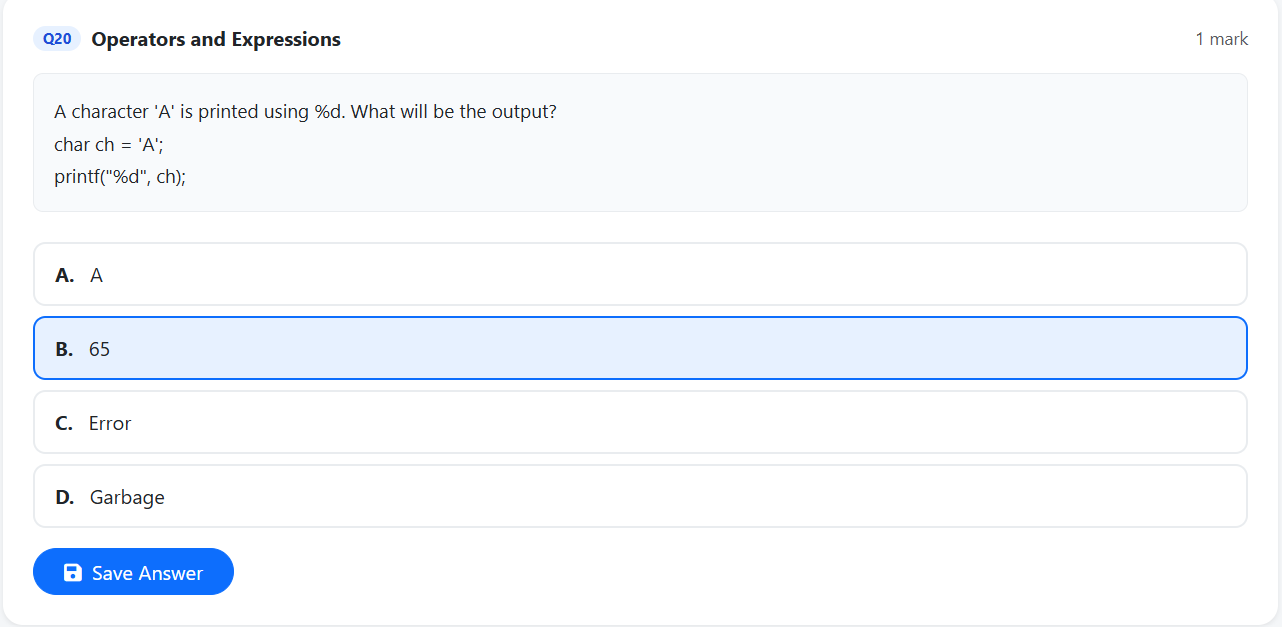 Q20 Operators and Expressions 1 mark
A character 'A' is printed using %d. What will be the output?
char ch = 'A';
printf("%d", ch);
A. A
B. 65
C. Error
D. Garbage
Save Answer